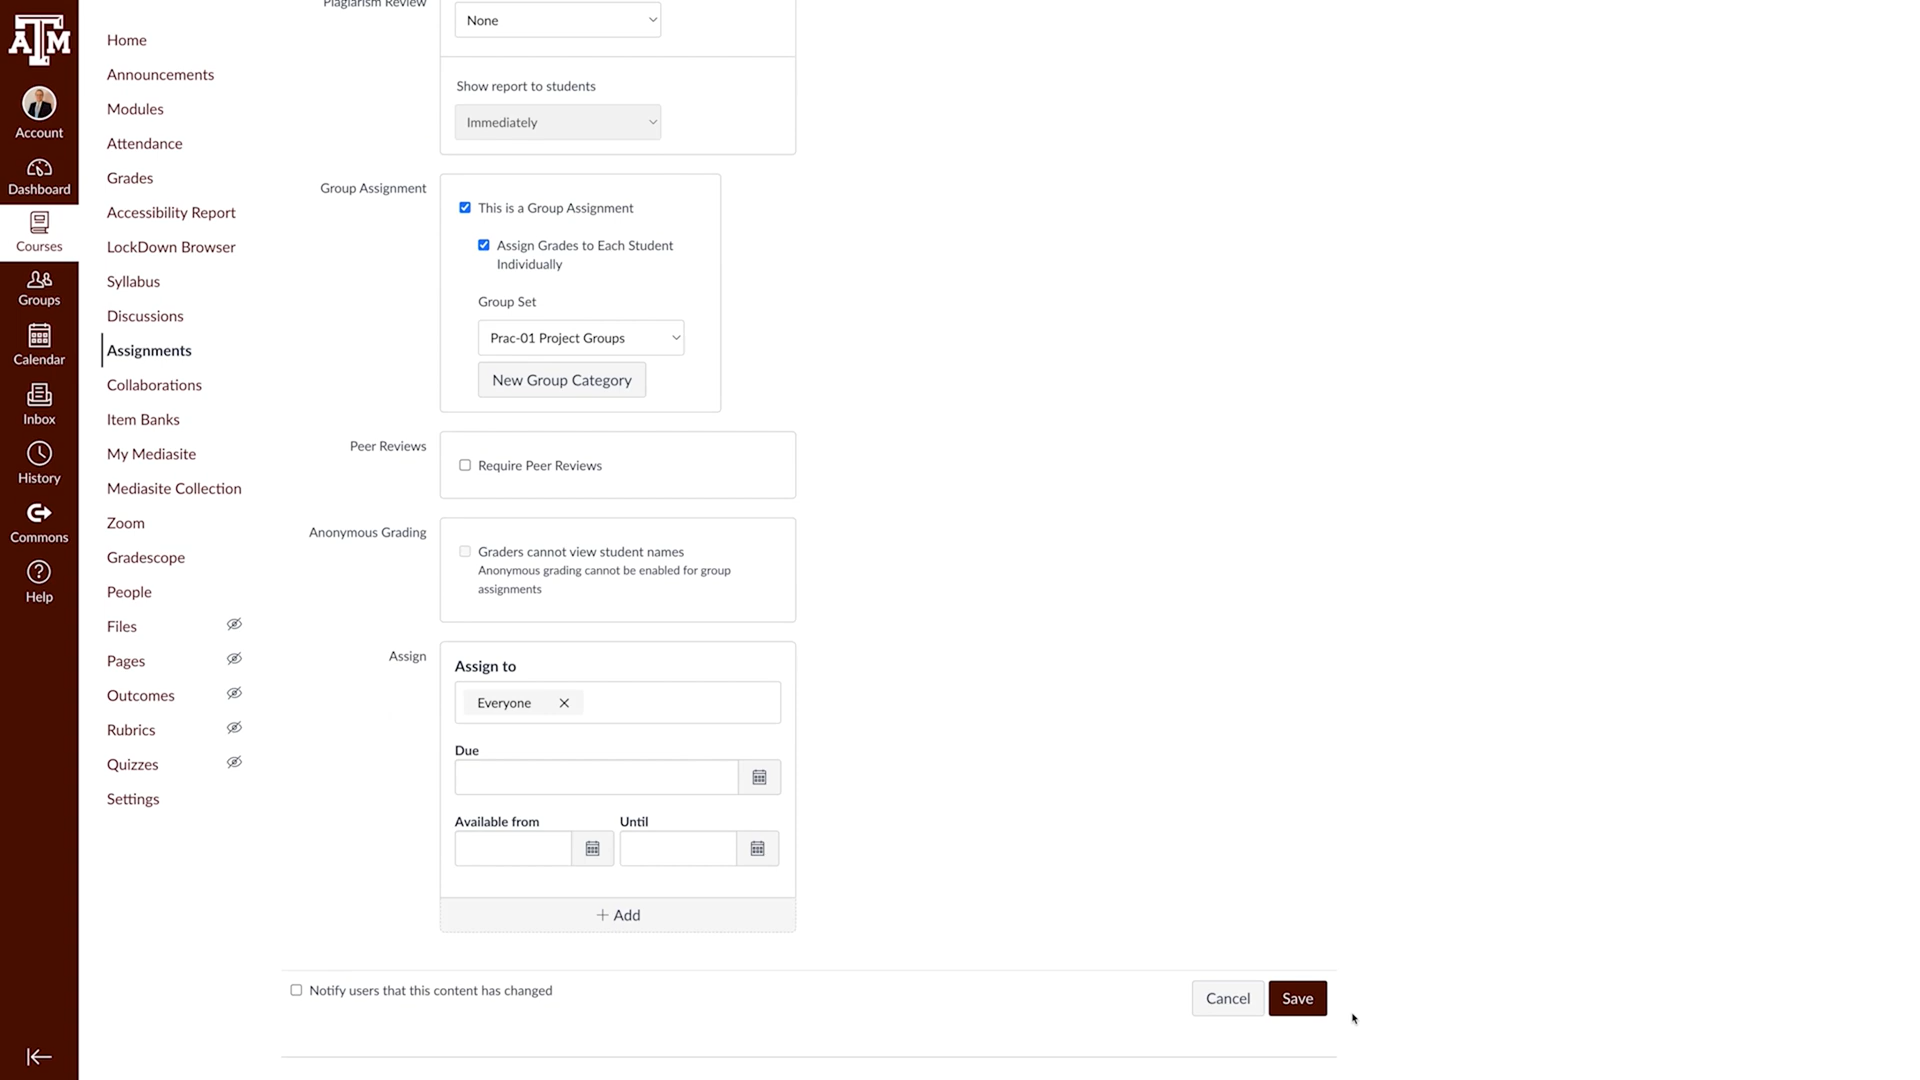 ATM
Account
Dashboard
Courses
Groups
Calendar
Inbox
History
Commons
Help
Home
Announcements
Modules
Attendance
Grades
Accessibility Report
LockDown Browser
Syllabus
Discussions
Assignments
Collaborations
Item Banks
My Mediasite
Mediasite Collection
Zoom
Gradescope
People
Files
Pages
Outcomes
Rubrics
Quizzes
Settings
Plagiarism Review
None
Show report to students
Immediately
Group Assignment
This is a Group Assignment
Assign Grades to Each Student
Individually
Group Set
Prac-01 Project Groups
New Group Category
Peer Reviews
Require Peer Reviews
Anonymous Grading
Graders cannot view student names
Anonymous grading cannot be enabled for group
assignments
Assign
Assign to
Everyone
Due
Available from
Until
+ Add
Notify users that this content has changed
Cancel
Save